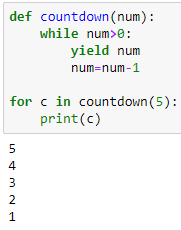 def countdown(num):
    while num>0:
        yield num
        num=num-1
for c in countdown(5):
    print(c)
5
4
3
2
1